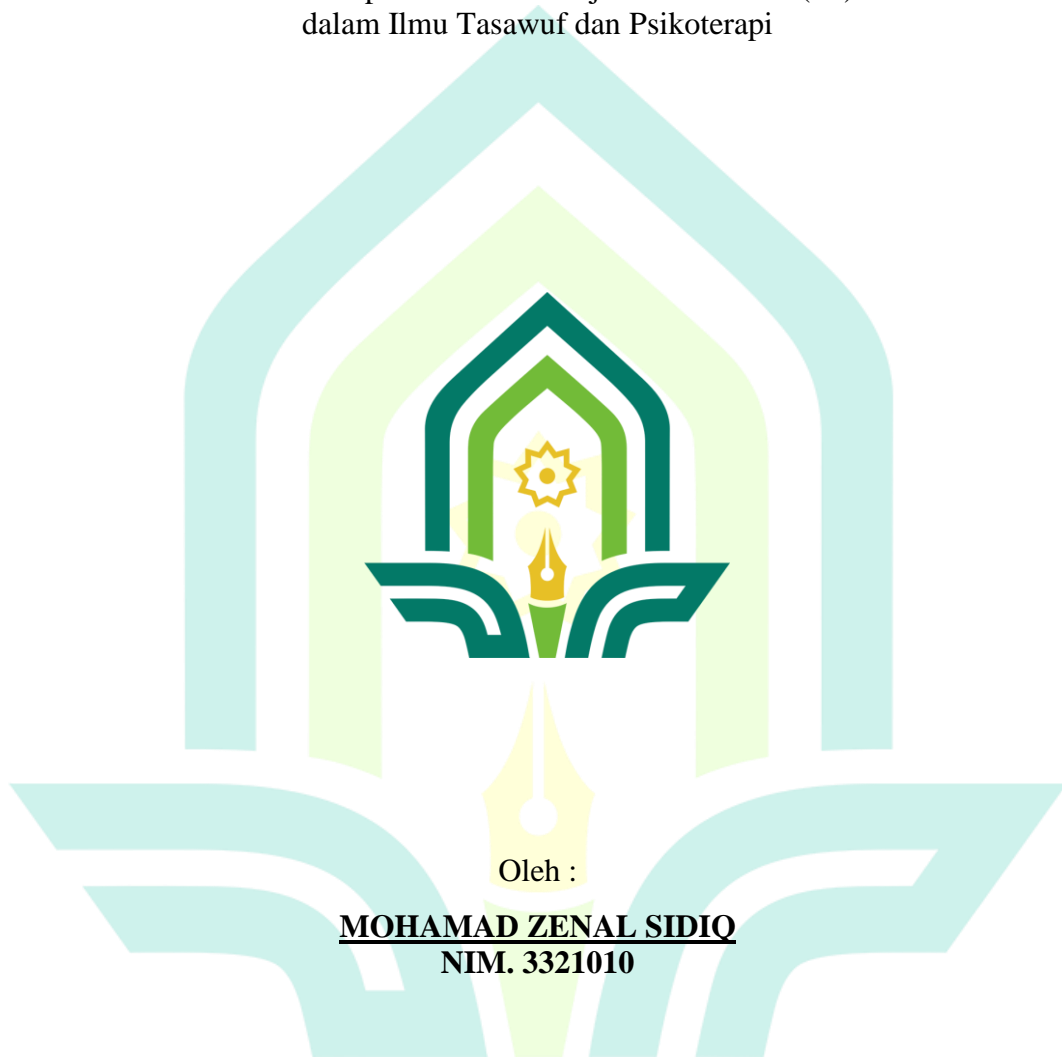 dalam Ilmu Tasawuf dan Psikoterapi
Oleh :
MOHAMAD ZENAL SIDIQ
NIM. 3321010